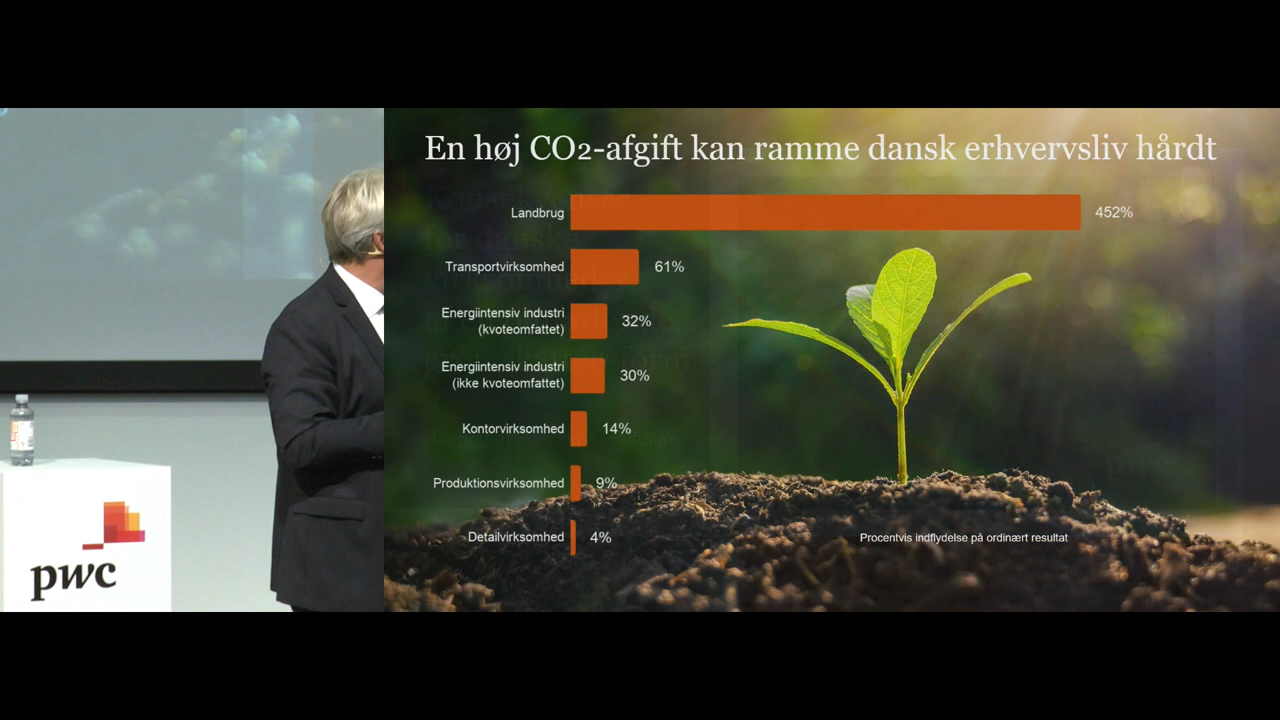 En høj CO2-afgift kan ramme dansk erhvervsliv hårdt
Landbrug 452%
Transportvirksomhed 61%
Energiintensiv industri
(kvoteomfattet) 32%
Energiintensiv industri
(ikke kvoteomfattet) 30%
Kontorvirksomhed 14%
Produktionsvirksomhed 9%
Detailvirksomhed 4%
Procentvis indflydelse på ordinært resultat
pwc